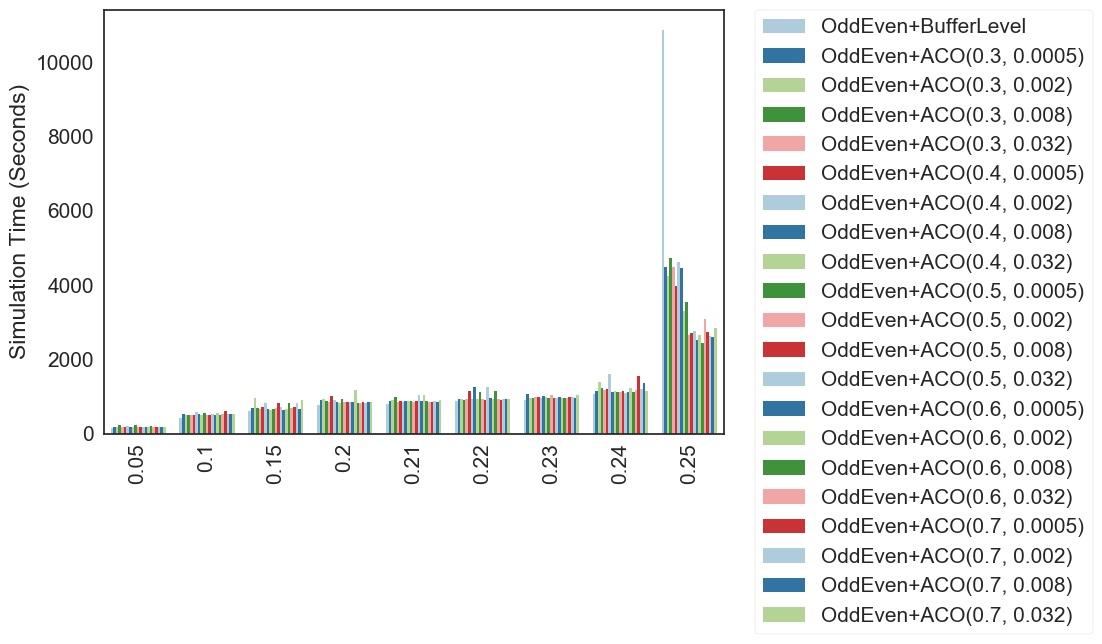 Simulation Time (Seconds)
10000
8000
6000
4000
2000
0
0.05
0.1
0.15
0.2
0.21
0.22
0.23
0.24
0.25
OddEven+BufferLevel
OddEven+ACO(0.3, 0.0005)
OddEven+ACO(0.3, 0.002)
OddEven+ACO(0.3, 0.008)
OddEven+ACO(0.3, 0.032)
OddEven+ACO(0.4, 0.0005)
OddEven+ACO(0.4, 0.002)
OddEven+ACO(0.4, 0.008)
OddEven+ACO(0.4, 0.032)
OddEven+ACO(0.5, 0.0005)
OddEven+ACO(0.5, 0.002)
OddEven+ACO(0.5, 0.008)
OddEven+ACO(0.5, 0.032)
OddEven+ACO(0.6, 0.0005)
OddEven+ACO(0.6, 0.002)
OddEven+ACO(0.6, 0.008)
OddEven+ACO(0.6, 0.032)
OddEven+ACO(0.7, 0.0005)
OddEven+ACO(0.7, 0.002)
OddEven+ACO(0.7, 0.008)
OddEven+ACO(0.7, 0.032)